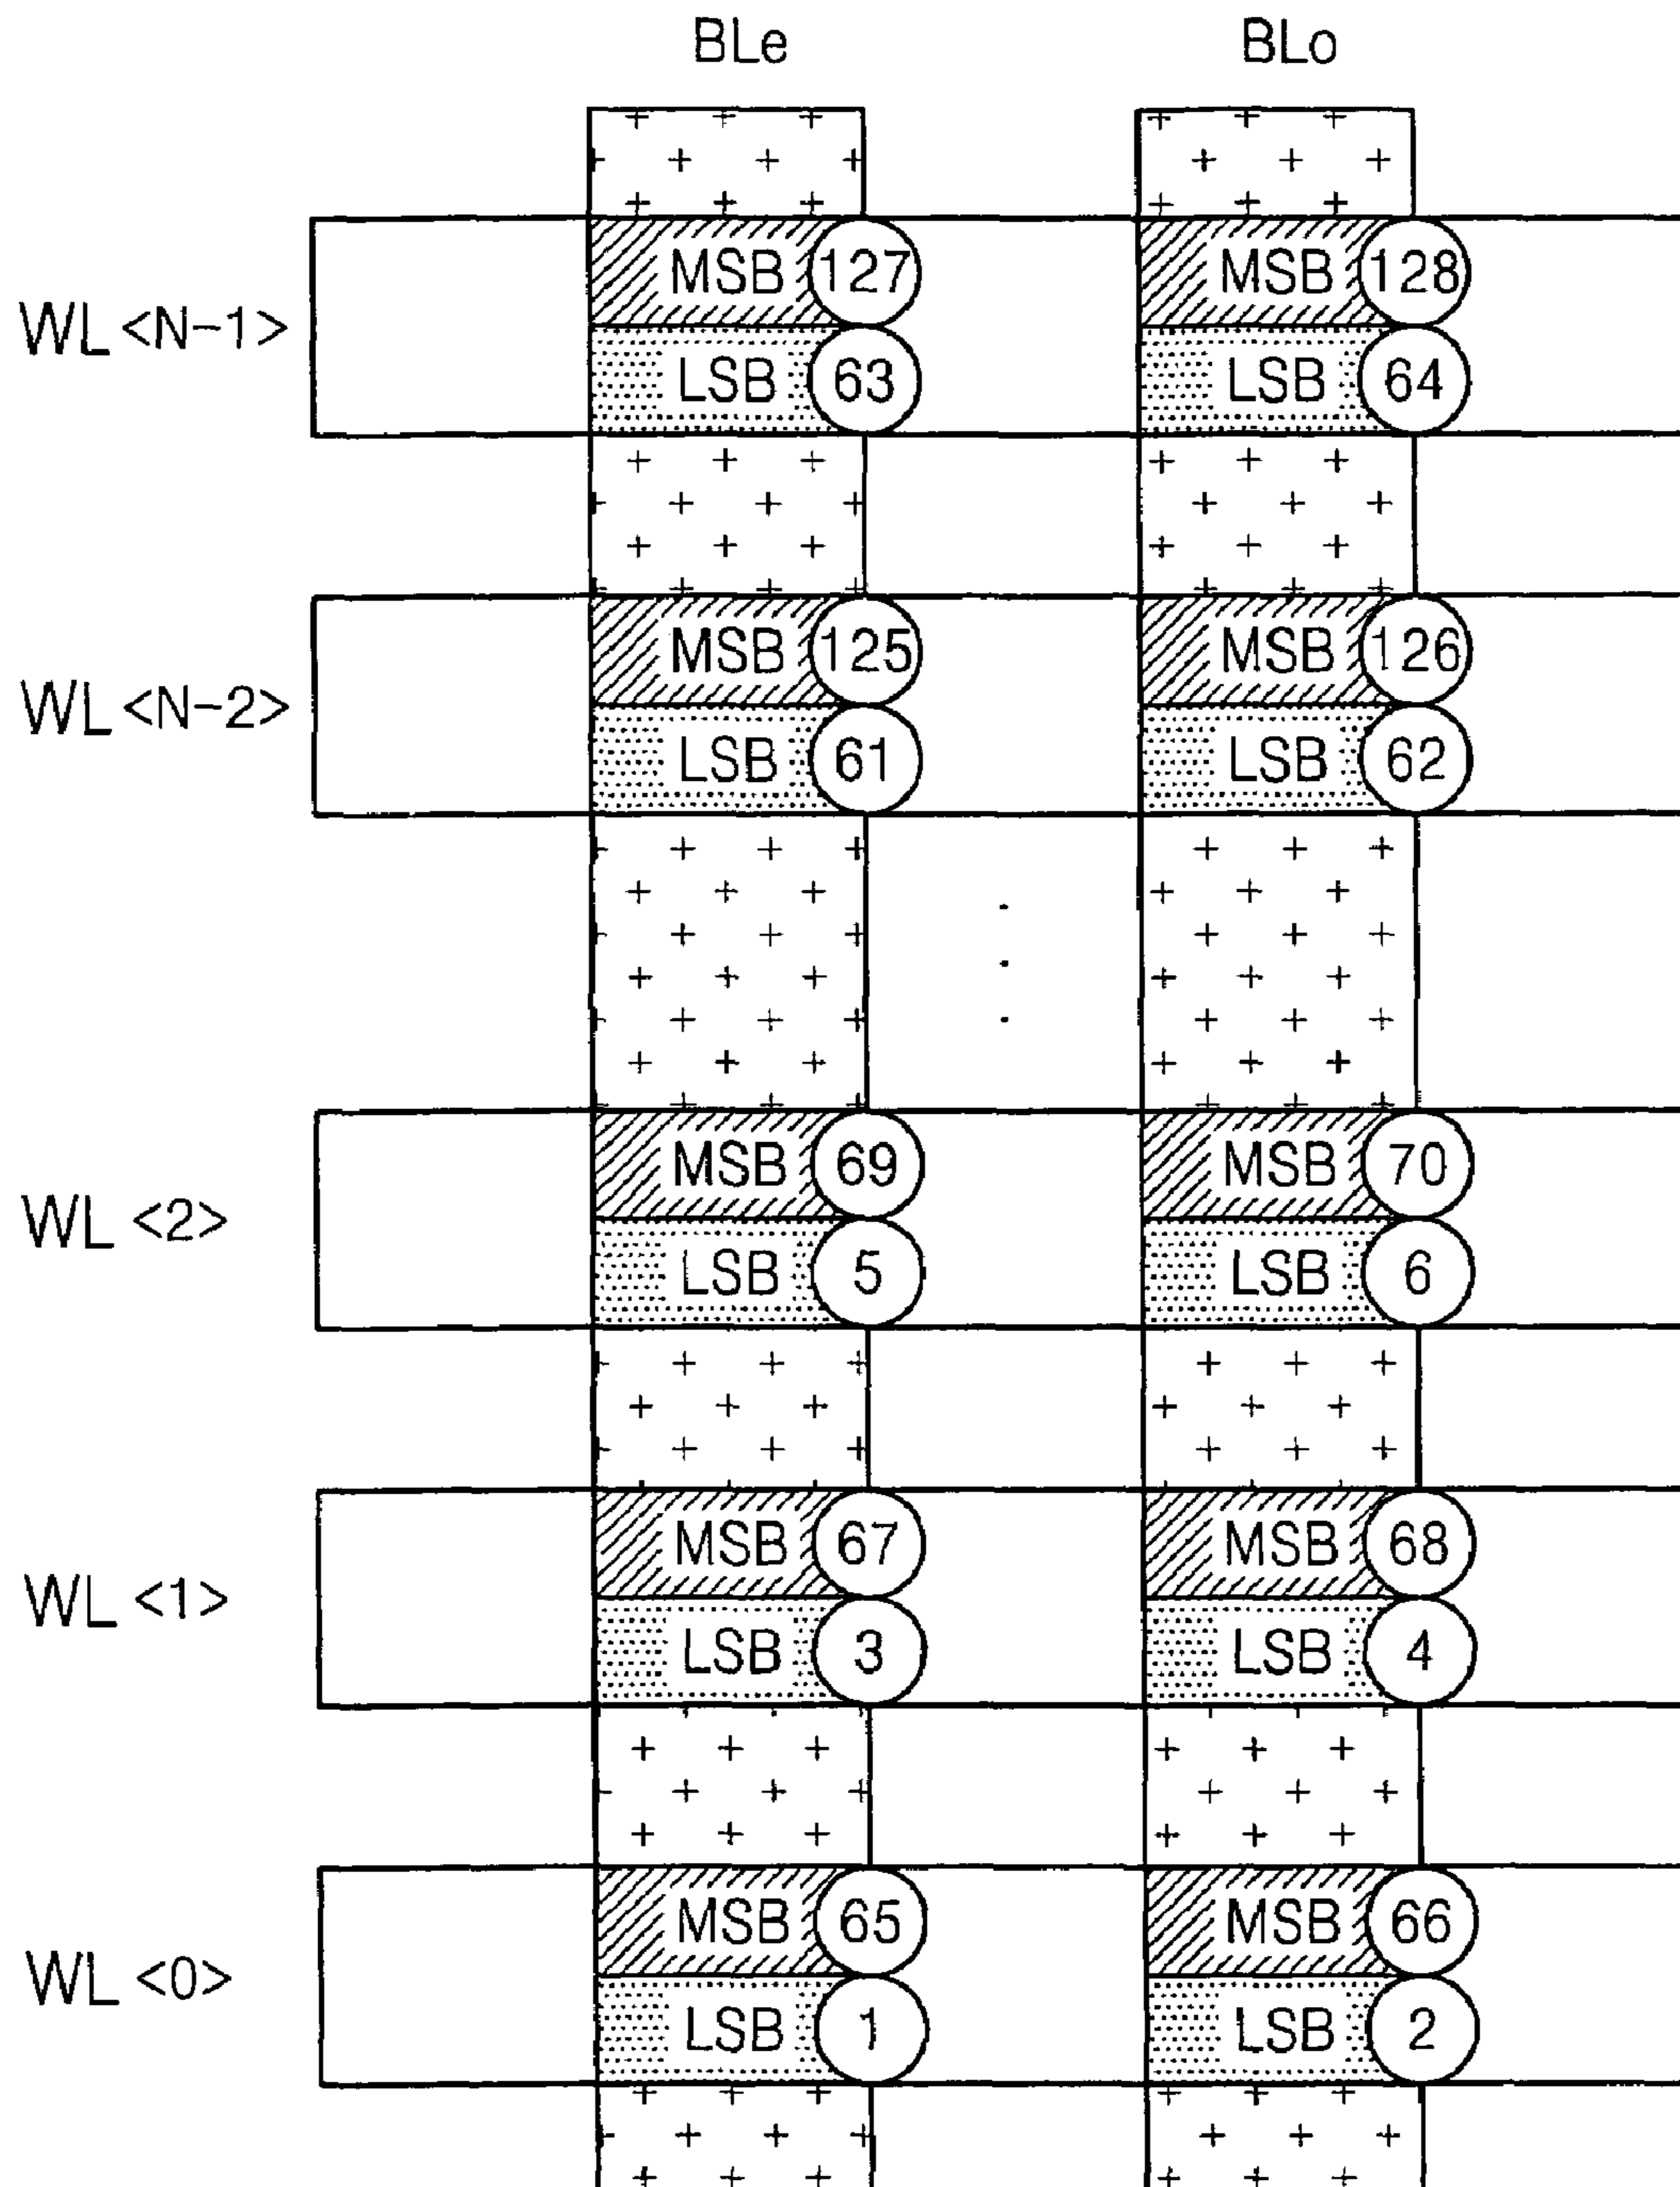 BLe BLo
MSB 127 MSB 128
WL <N-1>
LSB 63 LSB 64
MSB 125 MSB 126
WL <N-2>
LSB 61 LSB 62
MSB 69 MSB 70
WL <2>
LSB 5 LSB 6
MSB 67 MSB 68
WL <1>
LSB 3 LSB 4
MSB 65 MSB 66
WL <0>
LSB 1 LSB 2